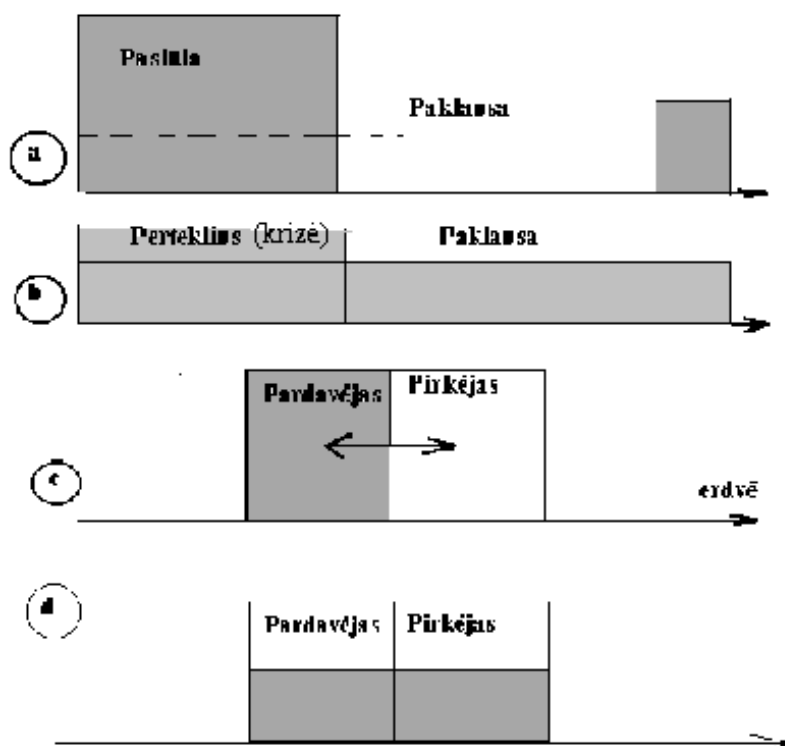 Pasiūla
Paklausa
a
Perteklius (krizė)
Paklausa
b
Pardavėjas
Pirkėjas
c
erdvė
d
Pardavėjas
Pirkėjas